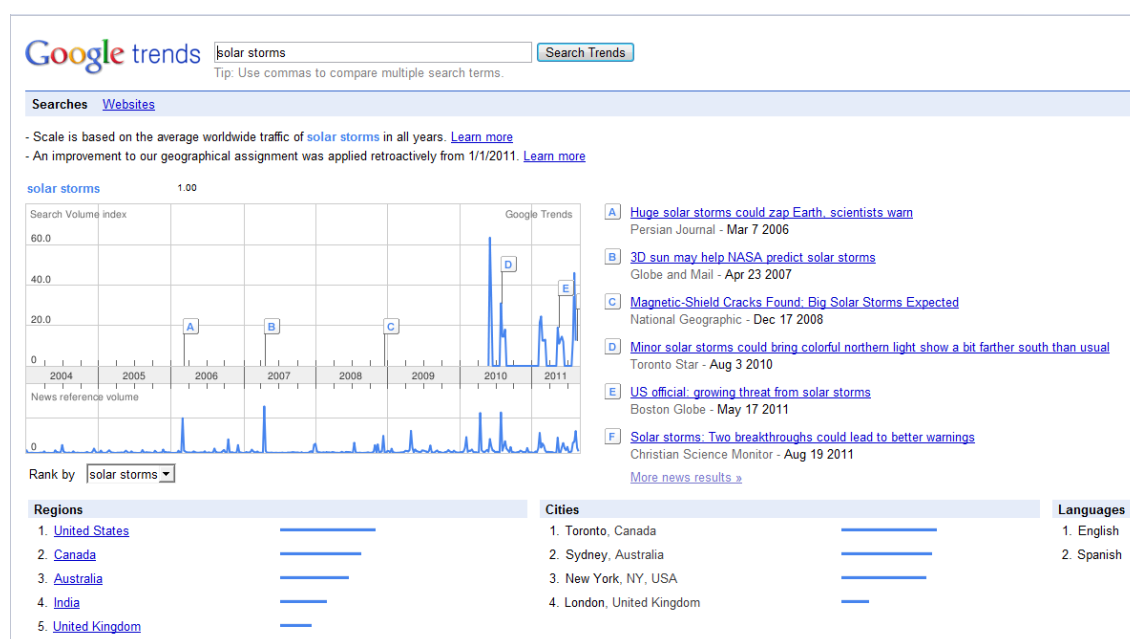 Google trends
solar storms
Search Trends
Tip: Use commas to compare multiple search terms.
Searches Websites
- Scale is based on the average worldwide traffic of solar storms in all years. Learn more
- An improvement to our geographical assignment was applied retroactively from 1/1/2011. Learn more
solar storms 1.00
Search Volume index Google Trends
60.0
40.0
20.0
0
A
B
C
D
E
2004 2005 2006 2007 2008 2009 2010 2011
News reference volume
0
A Huge solar storms could zap Earth, scientists warn
Persian Journal - Mar 7 2006
B 3D sun may help NASA predict solar storms
Globe and Mail - Apr 23 2007
C Magnetic-Shield Cracks Found; Big Solar Storms Expected
National Geographic - Dec 17 2008
D Minor solar storms could bring colorful northern light show a bit farther south than usual
Toronto Star - Aug 3 2010
E US official: growing threat from solar storms
Boston Globe - May 17 2011
F Solar storms: Two breakthroughs could lead to better warnings
Christian Science Monitor - Aug 19 2011
More news results »
Rank by solar storms
Regions
1. United States
2. Canada
3. Australia
4. India
5. United Kingdom
Cities
1. Toronto, Canada
2. Sydney, Australia
3. New York, NY, USA
4. London, United Kingdom
Languages
1. English
2. Spanish